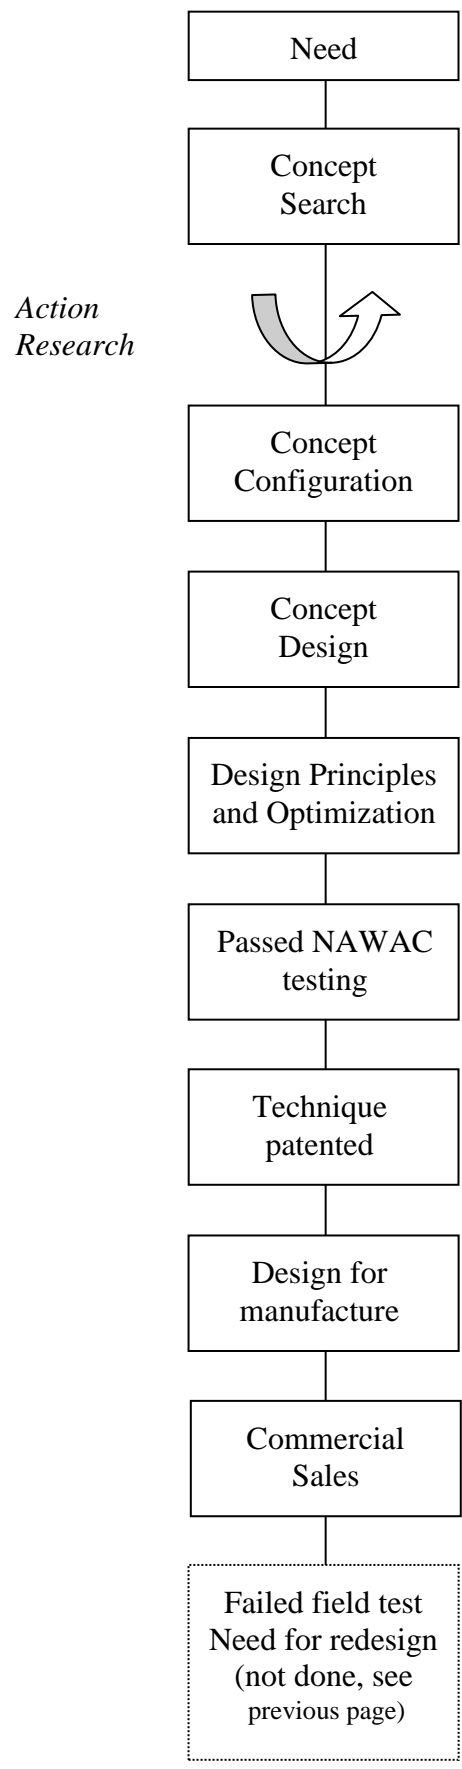 Need
Concept
Search
Action
Research
Concept
Configuration
Concept
Design
Design Principles
and Optimization
Passed NAWAC
testing
Technique
patented
Design for
manufacture
Commercial
Sales
Failed field test
Need for redesign
(not done, see
previous page)